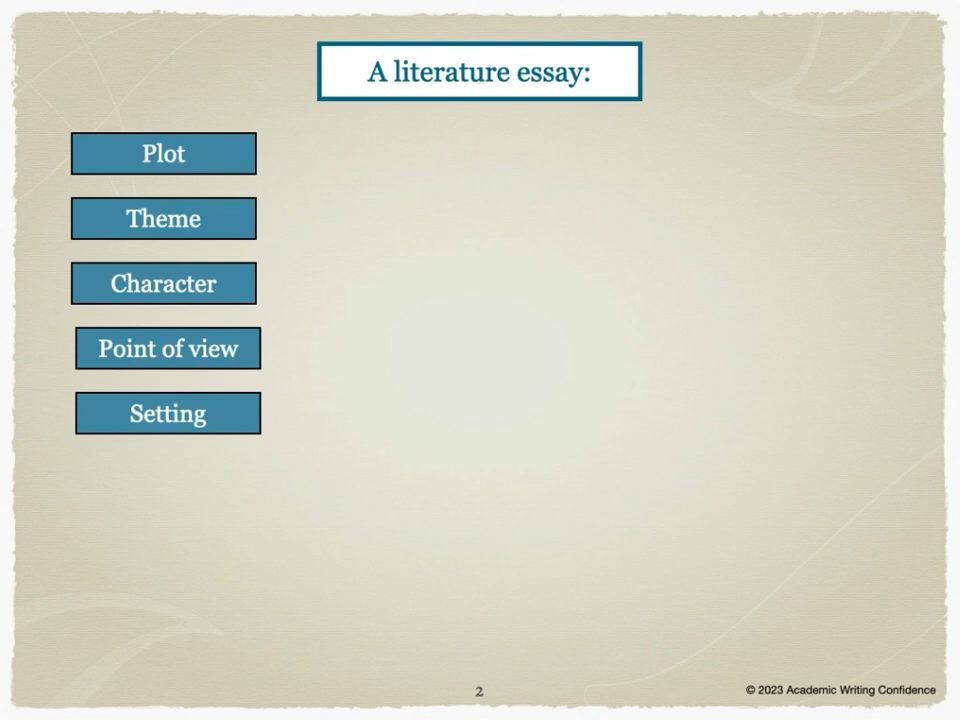 A literature essay:
Plot
Theme
Character
Point of view
Setting
2
© 2023 Academic Writing Confidence